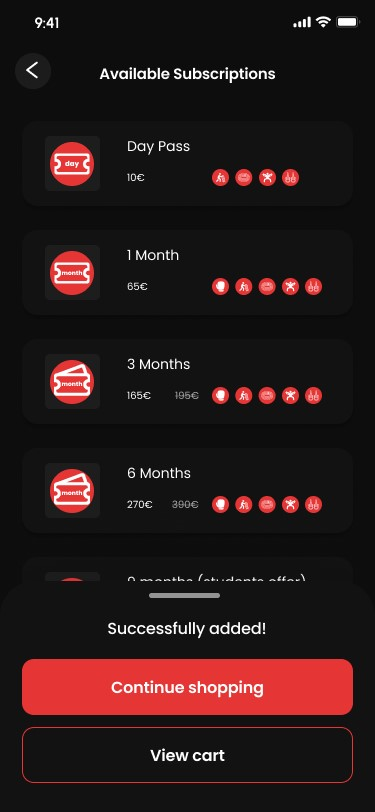 9:41
Available Subscriptions
day
Day Pass
10€
month
1 Month
65€
month
3 Months
165€ 195€
month
6 Months
270€ 390€
9 months (students offer)
Successfully added!
Continue shopping
View cart